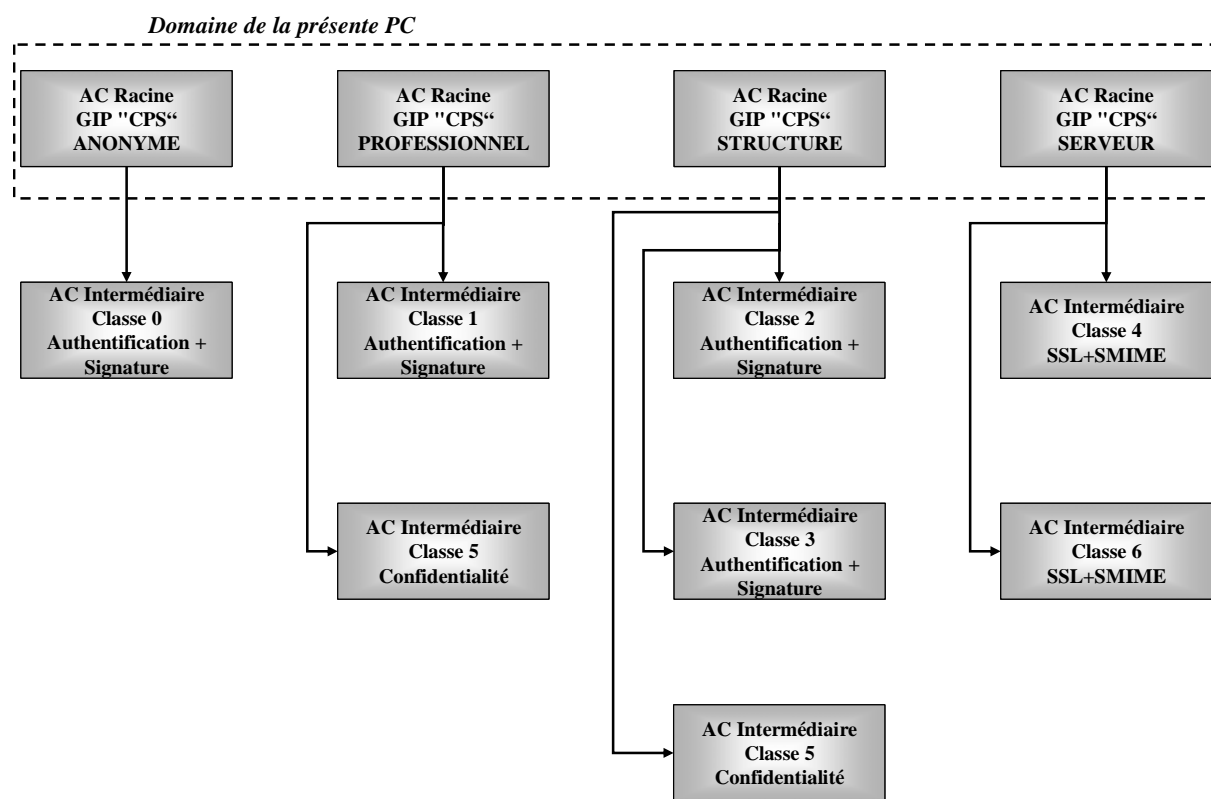 Domaine de la présente PC
AC Racine
GIP "CPS“
ANONYME
AC Racine
GIP "CPS“
PROFESSIONNEL
AC Racine
GIP "CPS“
STRUCTURE
AC Racine
GIP "CPS“
SERVEUR
AC Intermédiaire
Classe 0
Authentification +
Signature
AC Intermédiaire
Classe 1
Authentification +
Signature
AC Intermédiaire
Classe 2
Authentification +
Signature
AC Intermédiaire
Classe 4
SSL+SMIME
AC Intermédiaire
Classe 5
Confidentialité
AC Intermédiaire
Classe 3
Authentification +
Signature
AC Intermédiaire
Classe 6
SSL+SMIME
AC Intermédiaire
Classe 5
Confidentialité